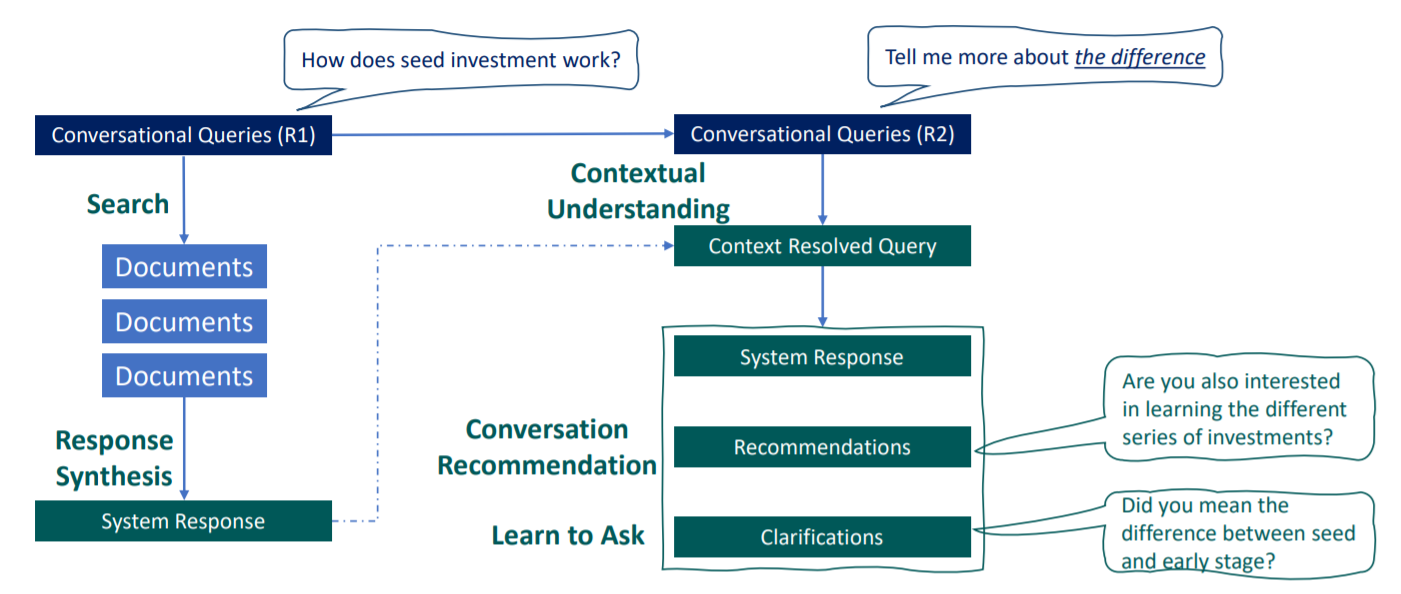 How does seed investment work?
Tell me more about the difference
Conversational Queries (R1)
Conversational Queries (R2)
Search
Contextual
Understanding
Documents
Documents
Documents
Context Resolved Query
Response
Synthesis
System Response
System Response
Conversation
Recommendation
Recommendations
Are you also interested
in learning the different
series of investments?
Learn to Ask
Clarifications
Did you mean the
difference between seed
and early stage?